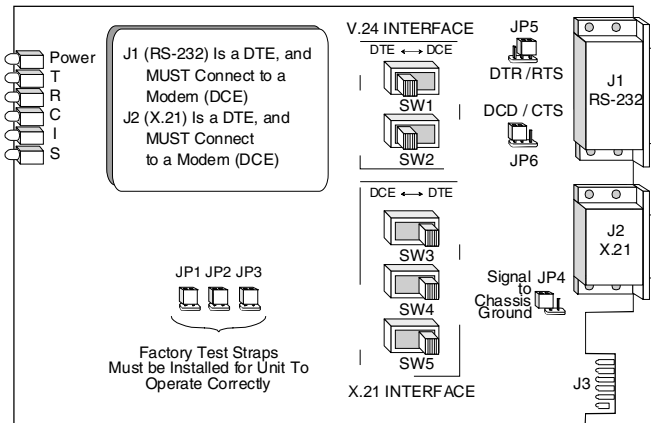 Power
T
R
C
I
S
J1 (RS-232) Is a DTE, and
MUST Connect to a
Modem (DCE)
J2 (X.21) Is a DTE, and
MUST Connect
to a Modem (DCE)
V.24 INTERFACE
DTE ↔ DCE
SW1
SW2
DCE ↔ DTE
SW3
SW4
SW5
X.21 INTERFACE
JP5
DTR /RTS
DCD / CTS
JP6
J1
RS-232
J2
X.21
Signal
to
Chassis
Ground
JP4
J3
JP1 JP2 JP3
Factory Test Straps
Must be Installed for Unit To
Operate Correctly